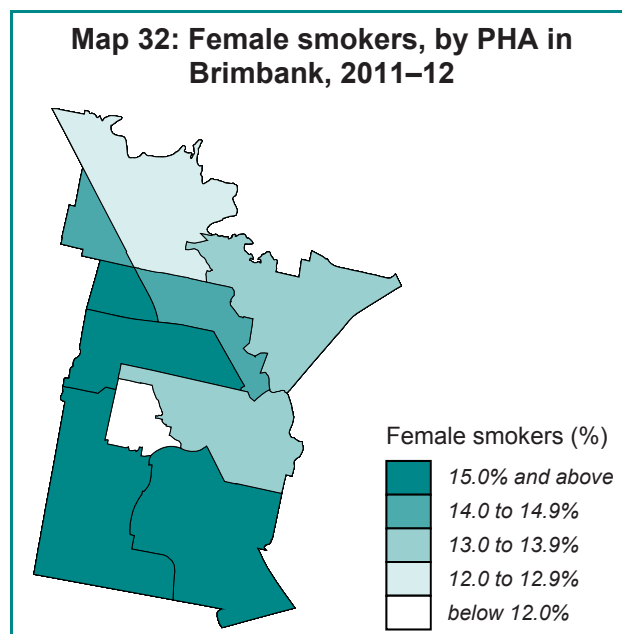 Map 32: Female smokers, by PHA in
Brimbank, 2011–12
Female smokers (%)
15.0% and above
14.0 to 14.9%
13.0 to 13.9%
12.0 to 12.9%
below 12.0%